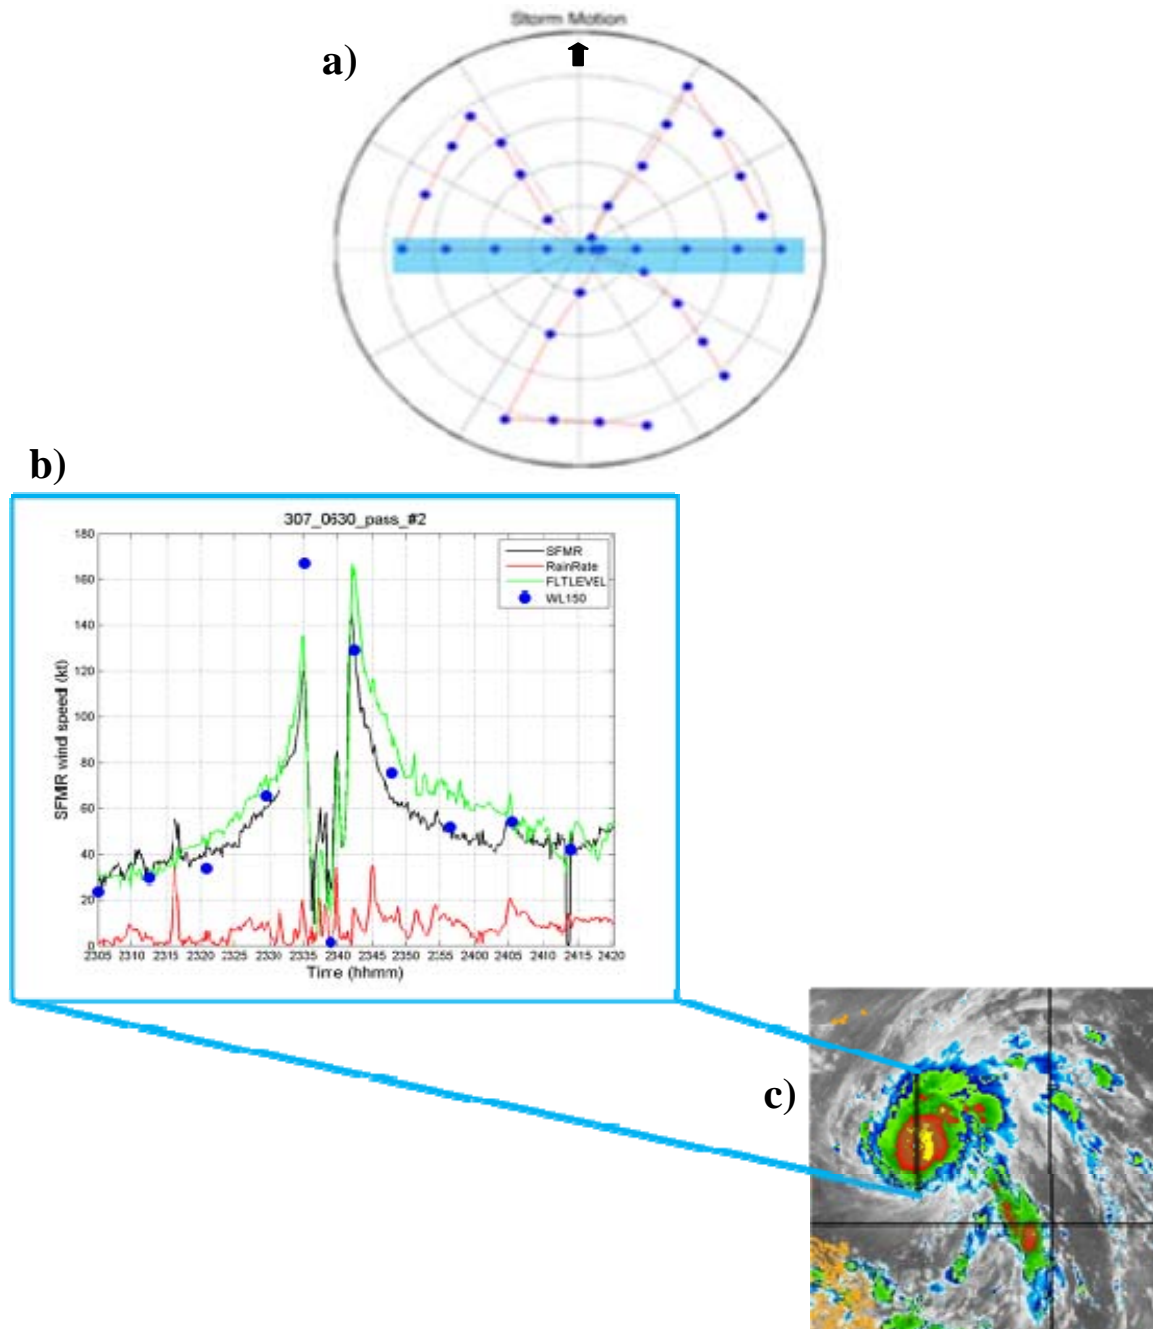 Storm Motion
a)
b)
307_0630_pass_#2
SFMR
RainRate
FLTLEVEL
WL150
180
160
140
120
100
80
60
40
20
0
SFMR wind speed (kt)
2305 2310 2315 2320 2325 2330 2335 2340 2345 2350 2355 2400 2405 2410 2415 2420
Time (hhmm)
c)